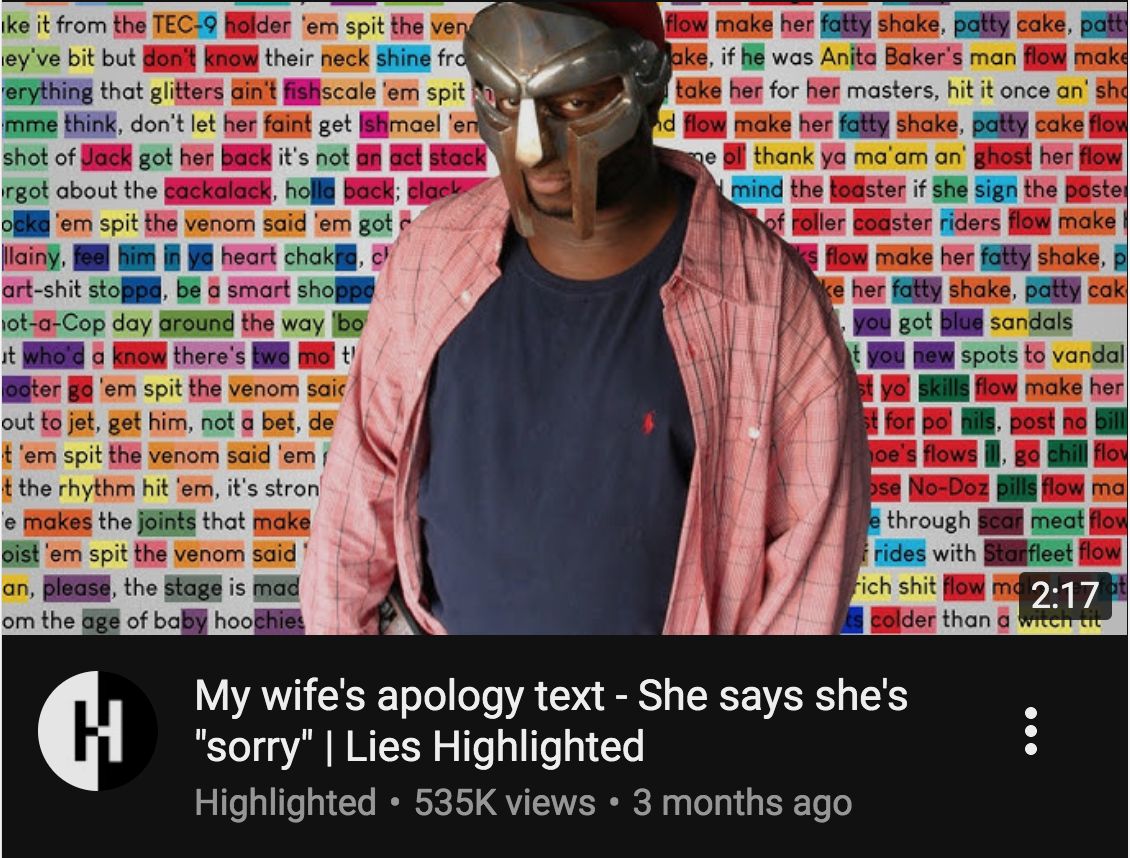 ike it from the TEC-9 holder 'em spit the ven flow make her fatty shake, patty cake, patt
ey've bit but don't know their neck shine fro ake, if he was Anita Baker's man flow make
erything that glitters ain't fishscale 'em spit take her for her masters, hit it once an' sho
mme think, don't let her faint get Ishmael 'em nd flow make her fatty shake, patty cake flow
shot of Jack got her back it's not an act stack me ol' thank ya ma'am an' ghost her flow
rgot about the cackalack, holla back; clack- mind the toaster if she sign the poster
ocka 'em spit the venom said 'em got of roller coaster riders flow make
llainy, feel him in ya heart chakra, ch ks flow make her fatty shake, p
art-shit stoppa, be a smart shoppa ke her fatty shake, patty cak
not-a-Cop day around the way 'bo , you got blue sandals
ut who'd a know there's two mo' t you new spots to vandal
ooter go 'em spit the venom said st yo' skills flow make her
out to jet, get him, not a bet, de t for po' nils, post no bill
t 'em spit the venom said 'em oe's flows ill, go chill flow
t the rhythm hit 'em, it's stron ose No-Doz pills flow ma
e makes the joints that make e through scar meat flow
oist 'em spit the venom said ' f rides with Starfleet flow
an, please, the stage is mad rich shit flow
om the age of baby hoochies ts colder than a witch tit
2:17
My wife's apology text - She says she's
"sorry" | Lies Highlighted
H
Highlighted • 535K views • 3 months ago